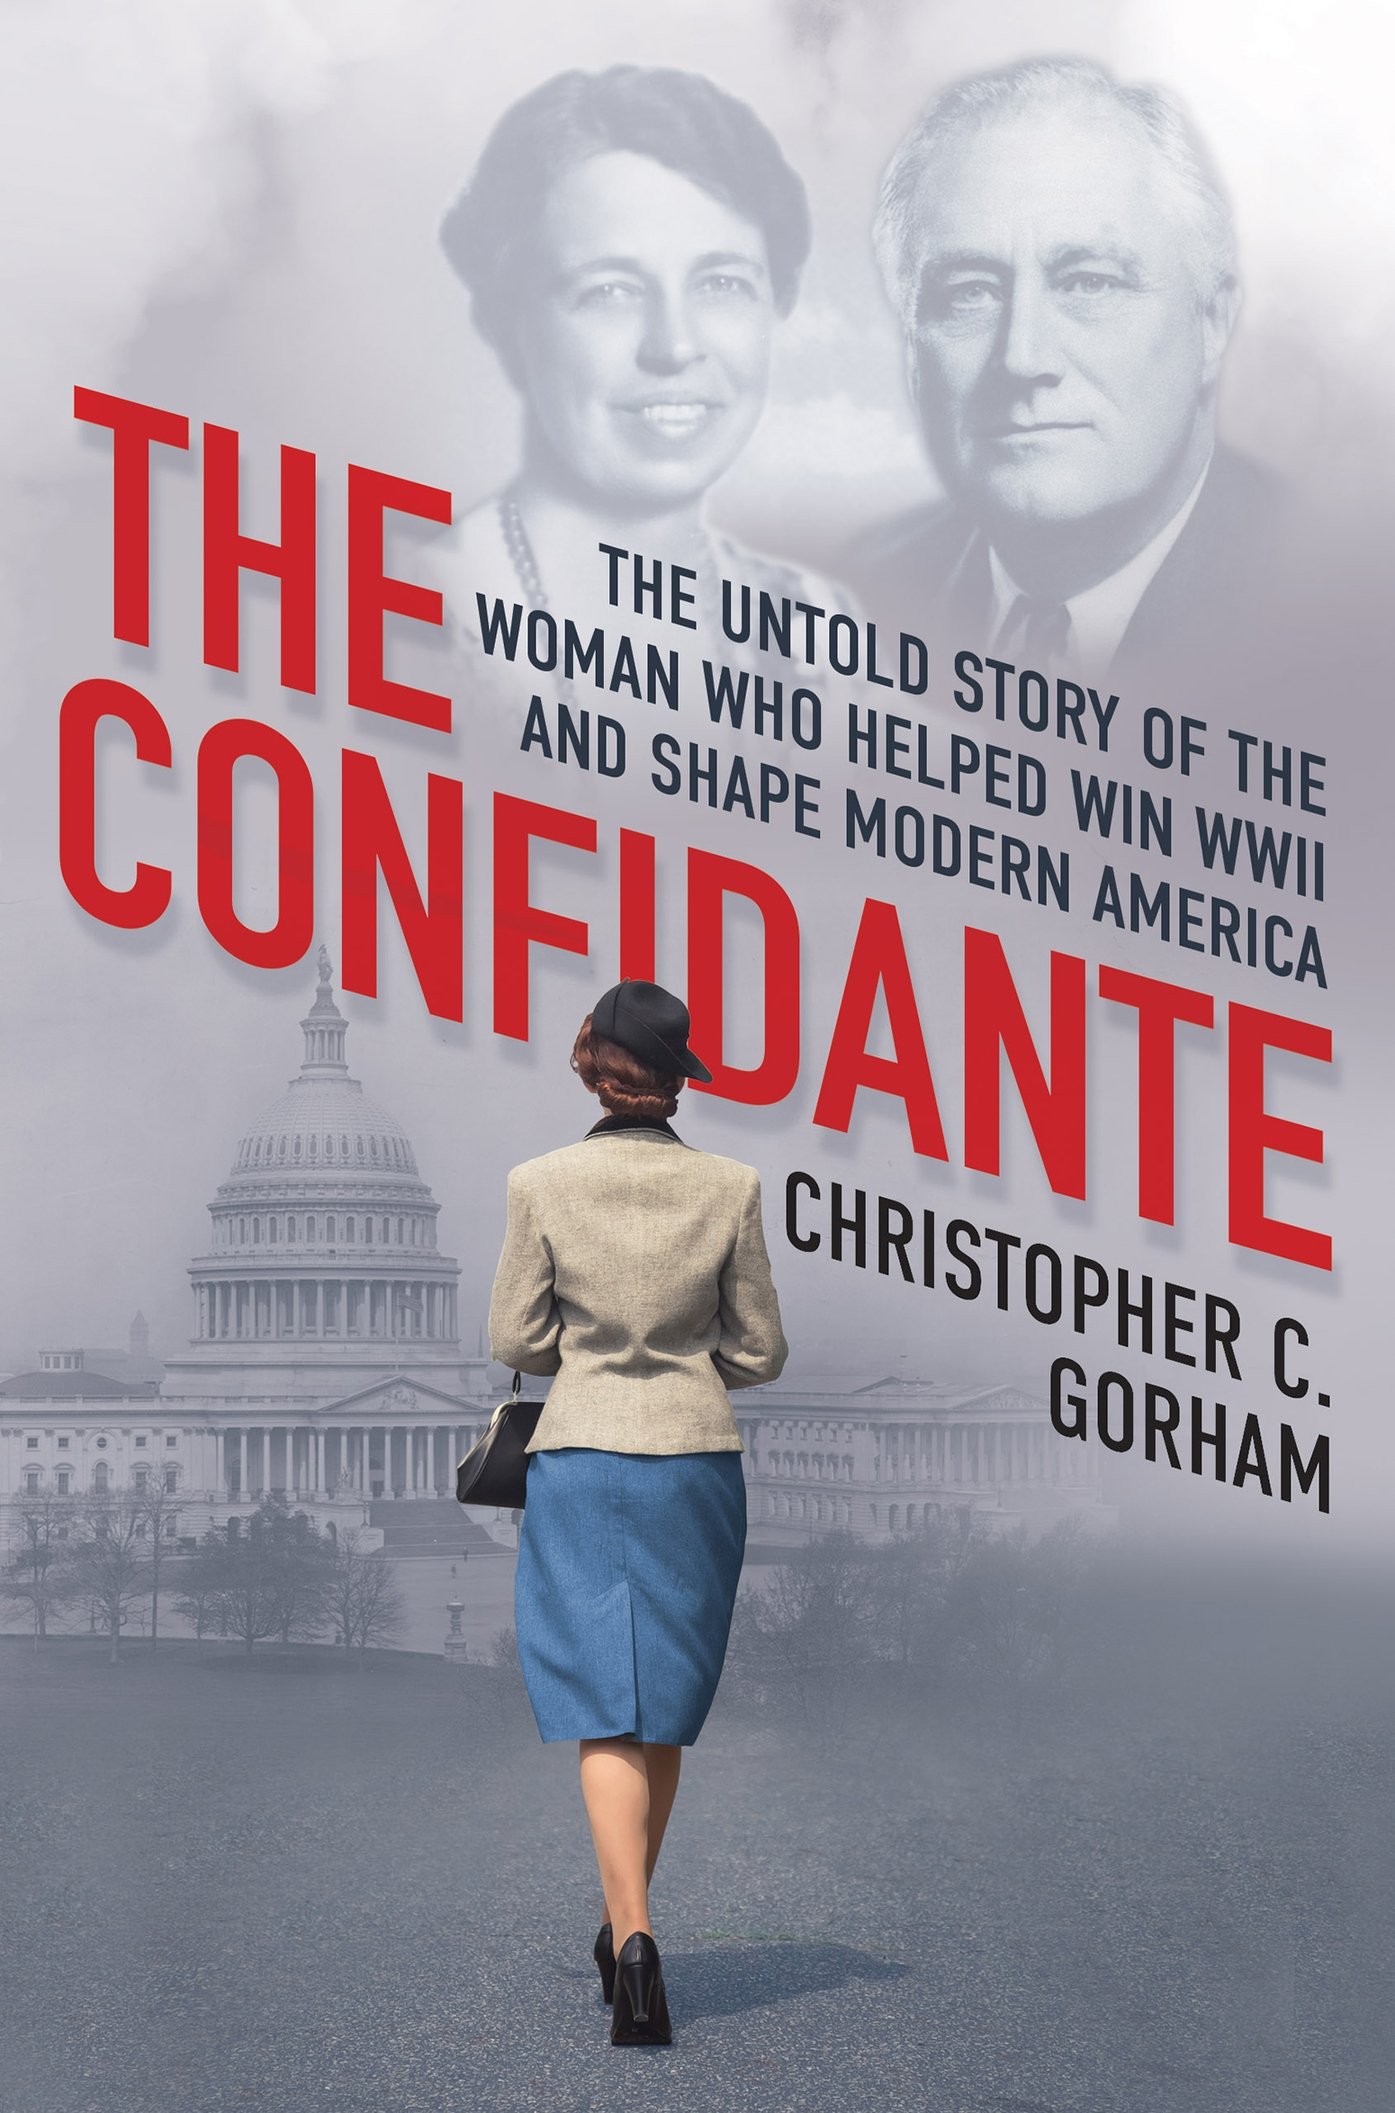 THE
CONFIDANTE
THE UNTOLD STORY OF THE
WOMAN WHO HELPED WIN WWII
AND SHAPE MODERN AMERICA
CHRISTOPHER C.
GORHAM